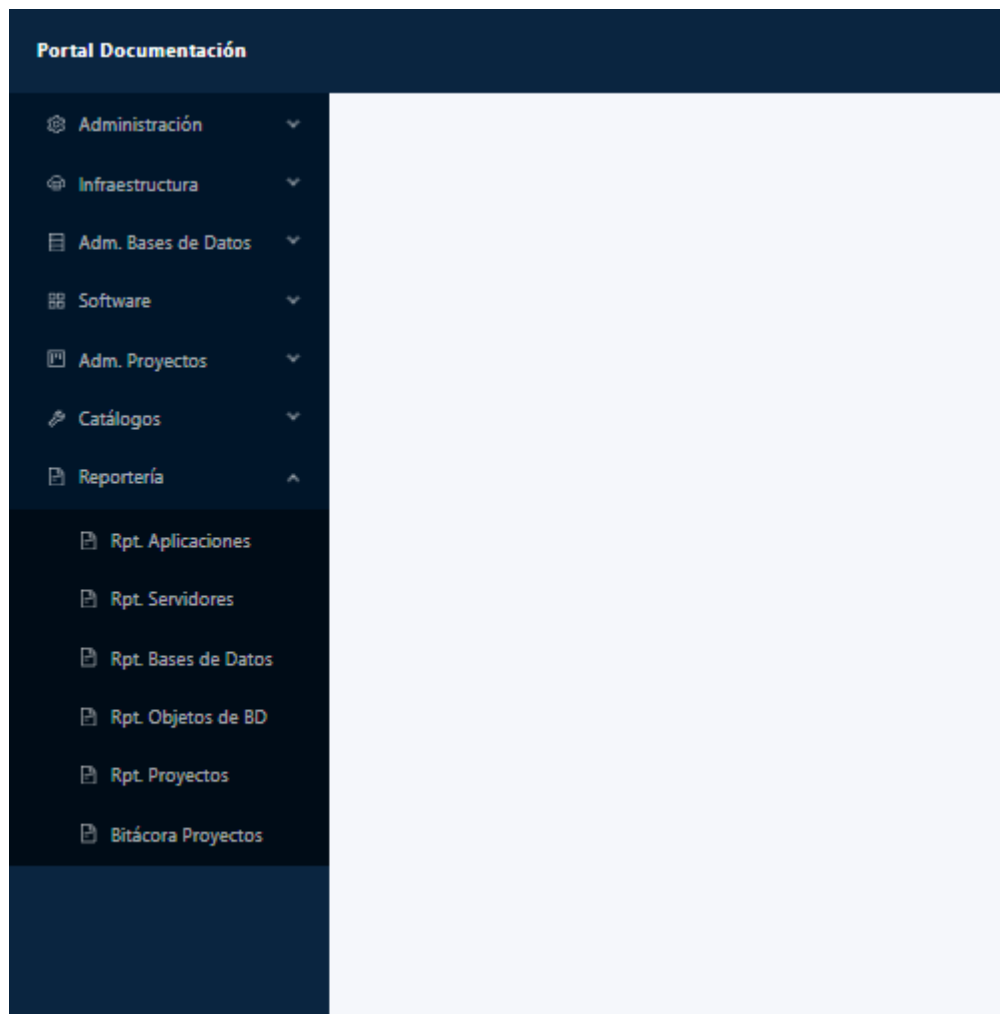 Portal Documentación
Administración
Infraestructura
Adm. Bases de Datos
Software
Adm. Proyectos
Catálogos
Reportería
Rpt. Aplicaciones
Rpt. Servidores
Rpt. Bases de Datos
Rpt. Objetos de BD
Rpt. Proyectos
Bitácora Proyectos